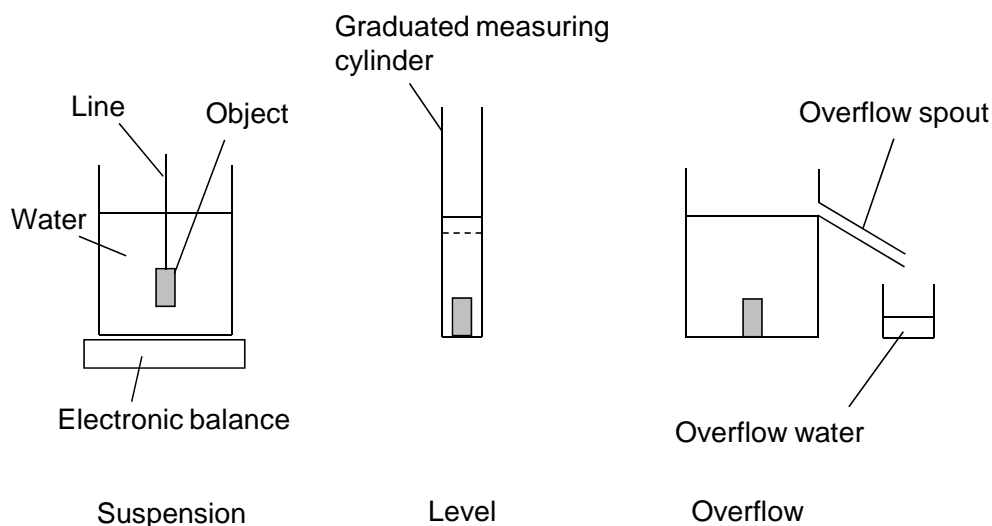 Graduated measuring
cylinder
Line
Object
Overflow spout
Water
Electronic balance
Overflow water
Suspension
Level
Overflow